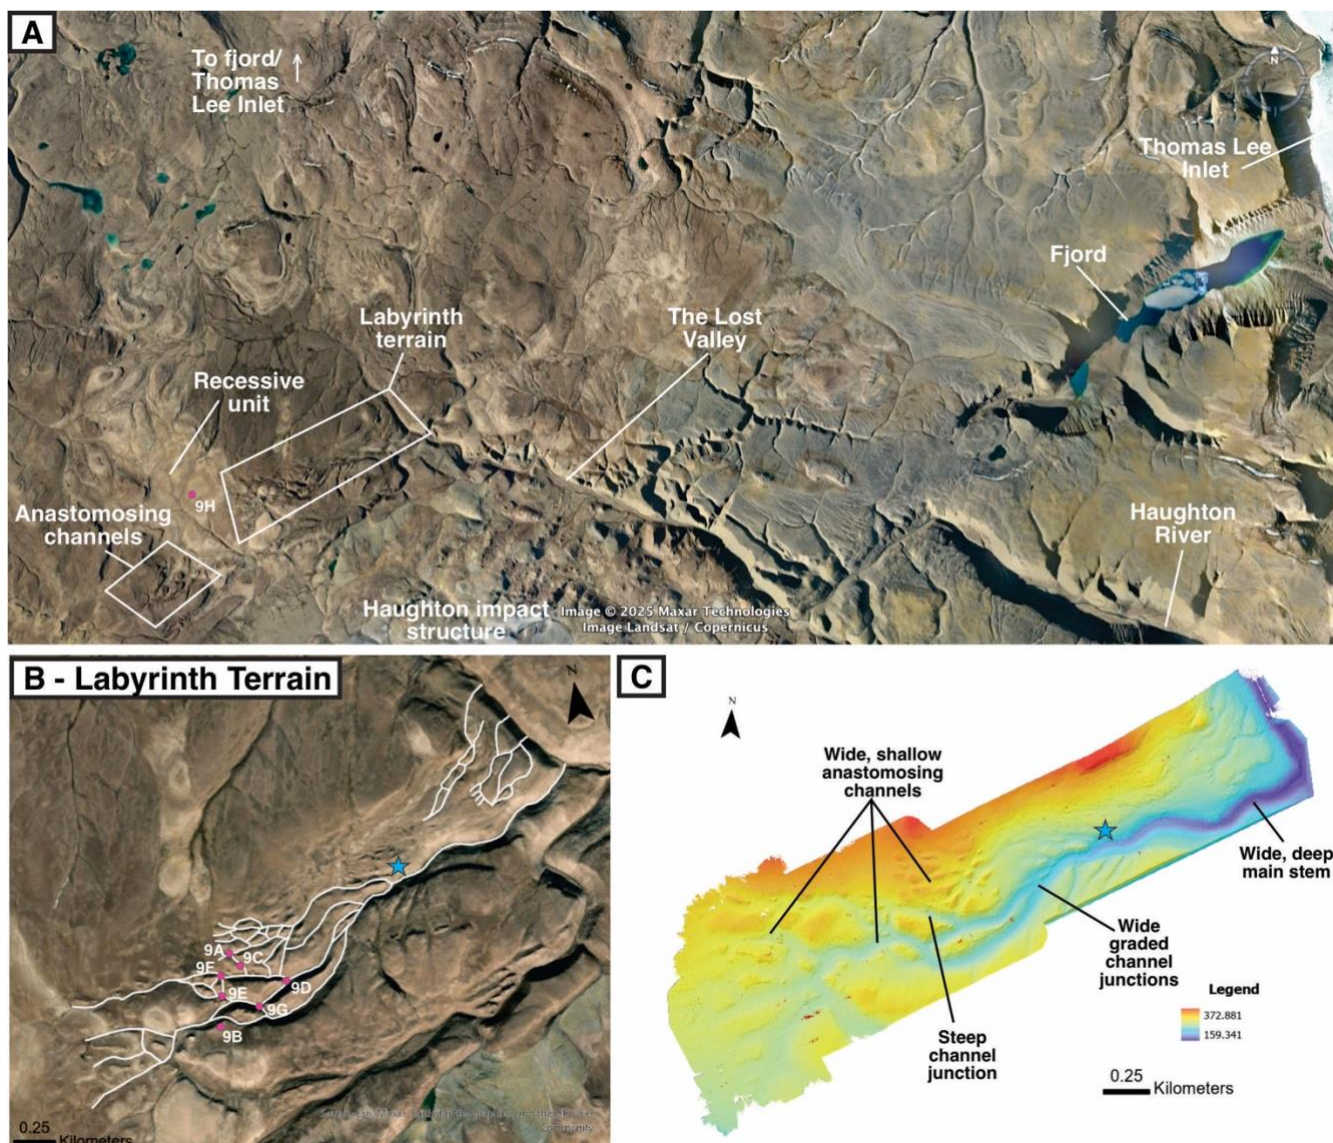 A
To fjord/
Thomas
Lee Inlet
N
Thomas Lee
Inlet
Fjord
Labyrinth
terrain
The Lost
Valley
Recessive
unit
9H
Anastomosing
channels
Haughton
River
Haughton impact
structure
Image © 2025 Maxar Technologies
Image Landsat / Copernicus
B - Labyrinth Terrain
N
9A
9C
9F
9D
9E
9G
9B
0.25
Kilometers
Community
C
N
Wide, shallow
anastomosing
channels
Wide, deep
main stem
Wide
graded
channel
junctions
Steep
channel
junction
Legend
372.881
159.341
0.25
Kilometers